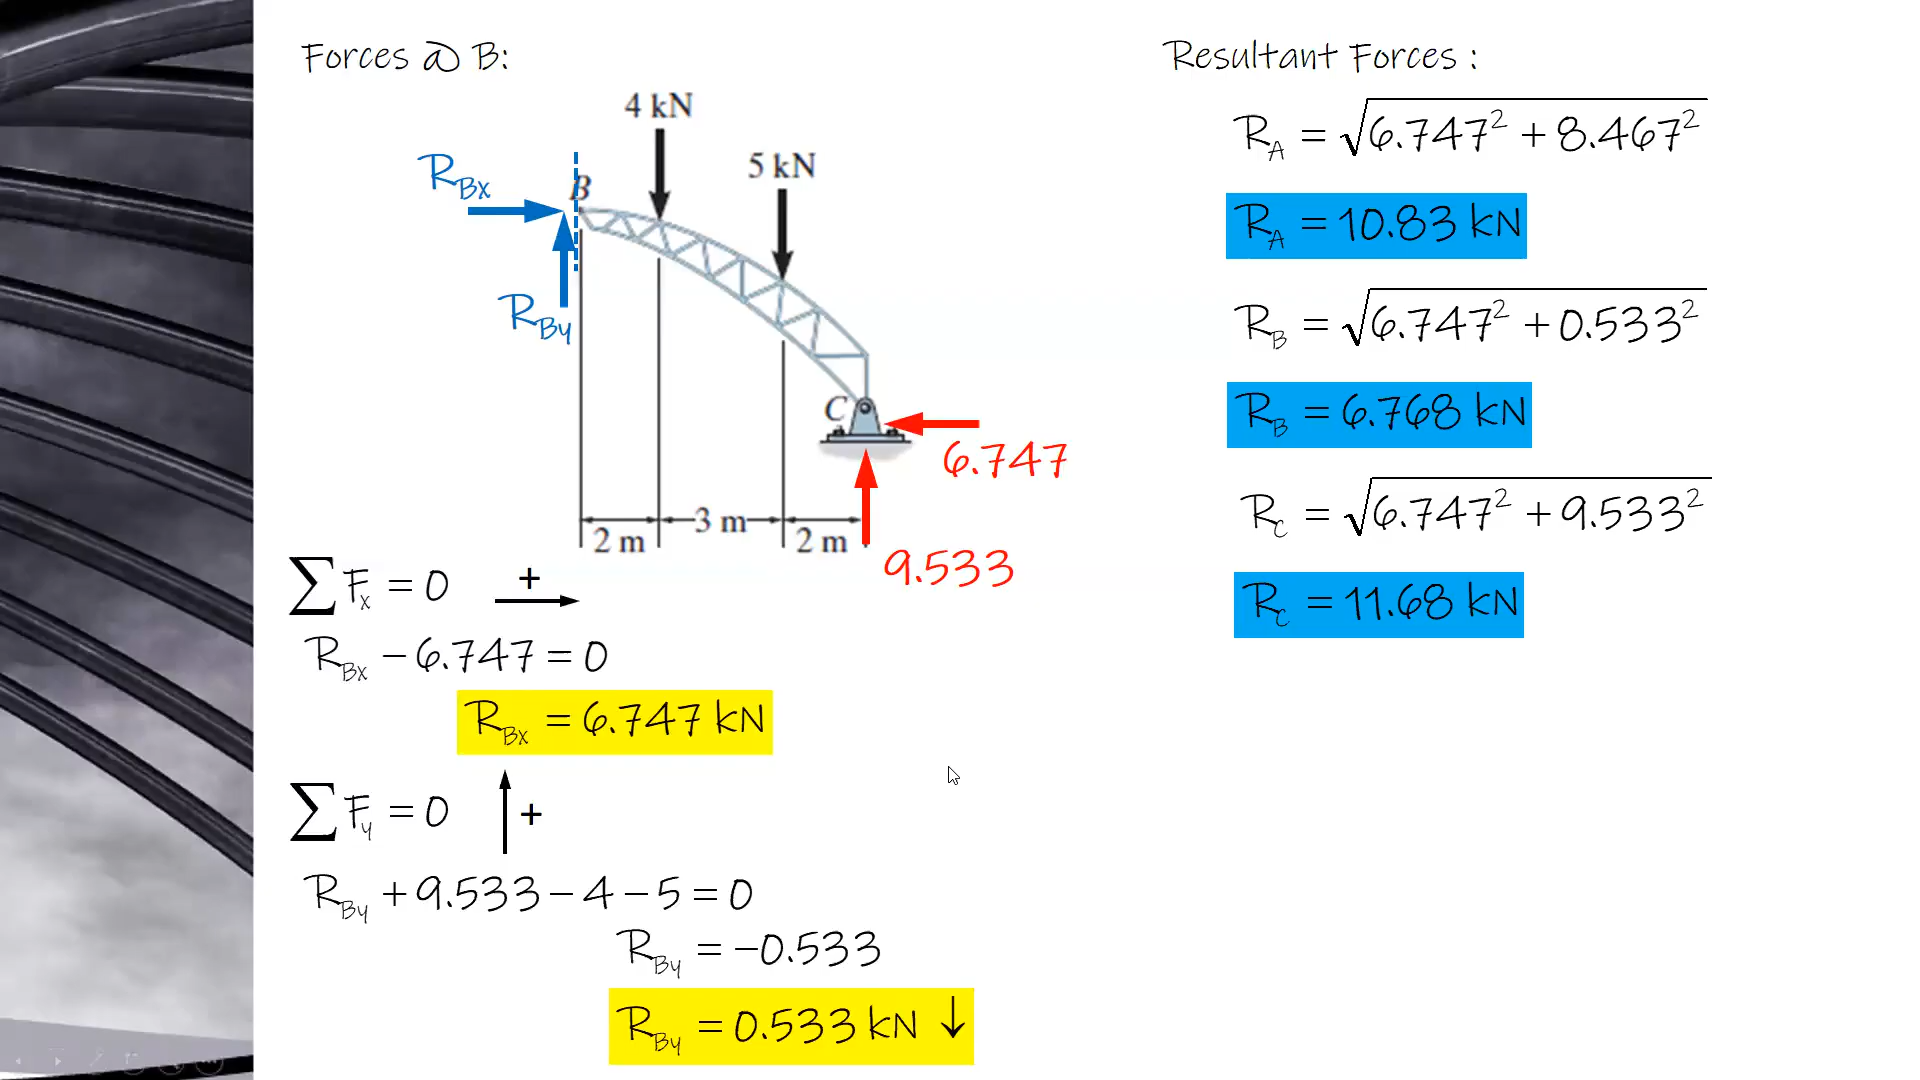 Forces @ B:
4 kN
5 kN
R_Bx
B
R_By
C
6.747
3 m
2 m
2 m
9.533
∑F_x = 0 +
R_Bx − 6.747 = 0
R_Bx = 6.747 kN
∑F_y = 0 +
R_By + 9.533 − 4 − 5 = 0
R_By = −0.533
R_By = 0.533 kN ↓
Resultant Forces :
R_A = √6.747² + 8.467²
R_A = 10.83 kN
R_B = √6.747² + 0.533²
R_B = 6.768 kN
R_C = √6.747² + 9.533²
R_C = 11.68 kN